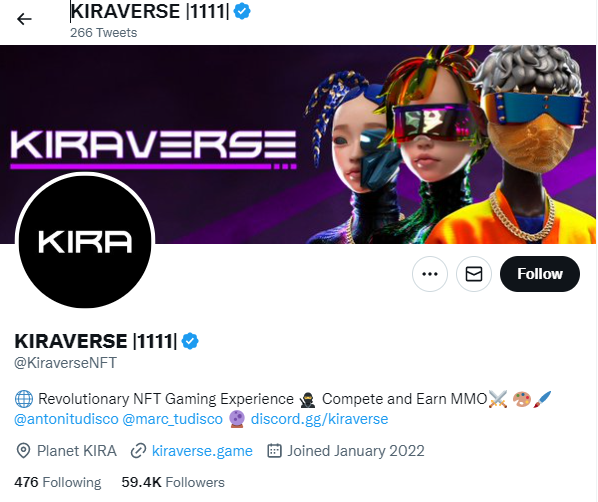 KIRAVERSE |1111|
266 Tweets
KIRAVERSE
KIRA
Follow
KIRAVERSE |1111|
@KiraverseNFT
🌐 Revolutionary NFT Gaming Experience 🥷 Compete and Earn MMO⚔️ 🎨🖌️
@antonitudisco @marc_tudisco 🔮 discord.gg/kiraverse
Planet KIRA kiraverse.game Joined January 2022
476 Following 59.4K Followers